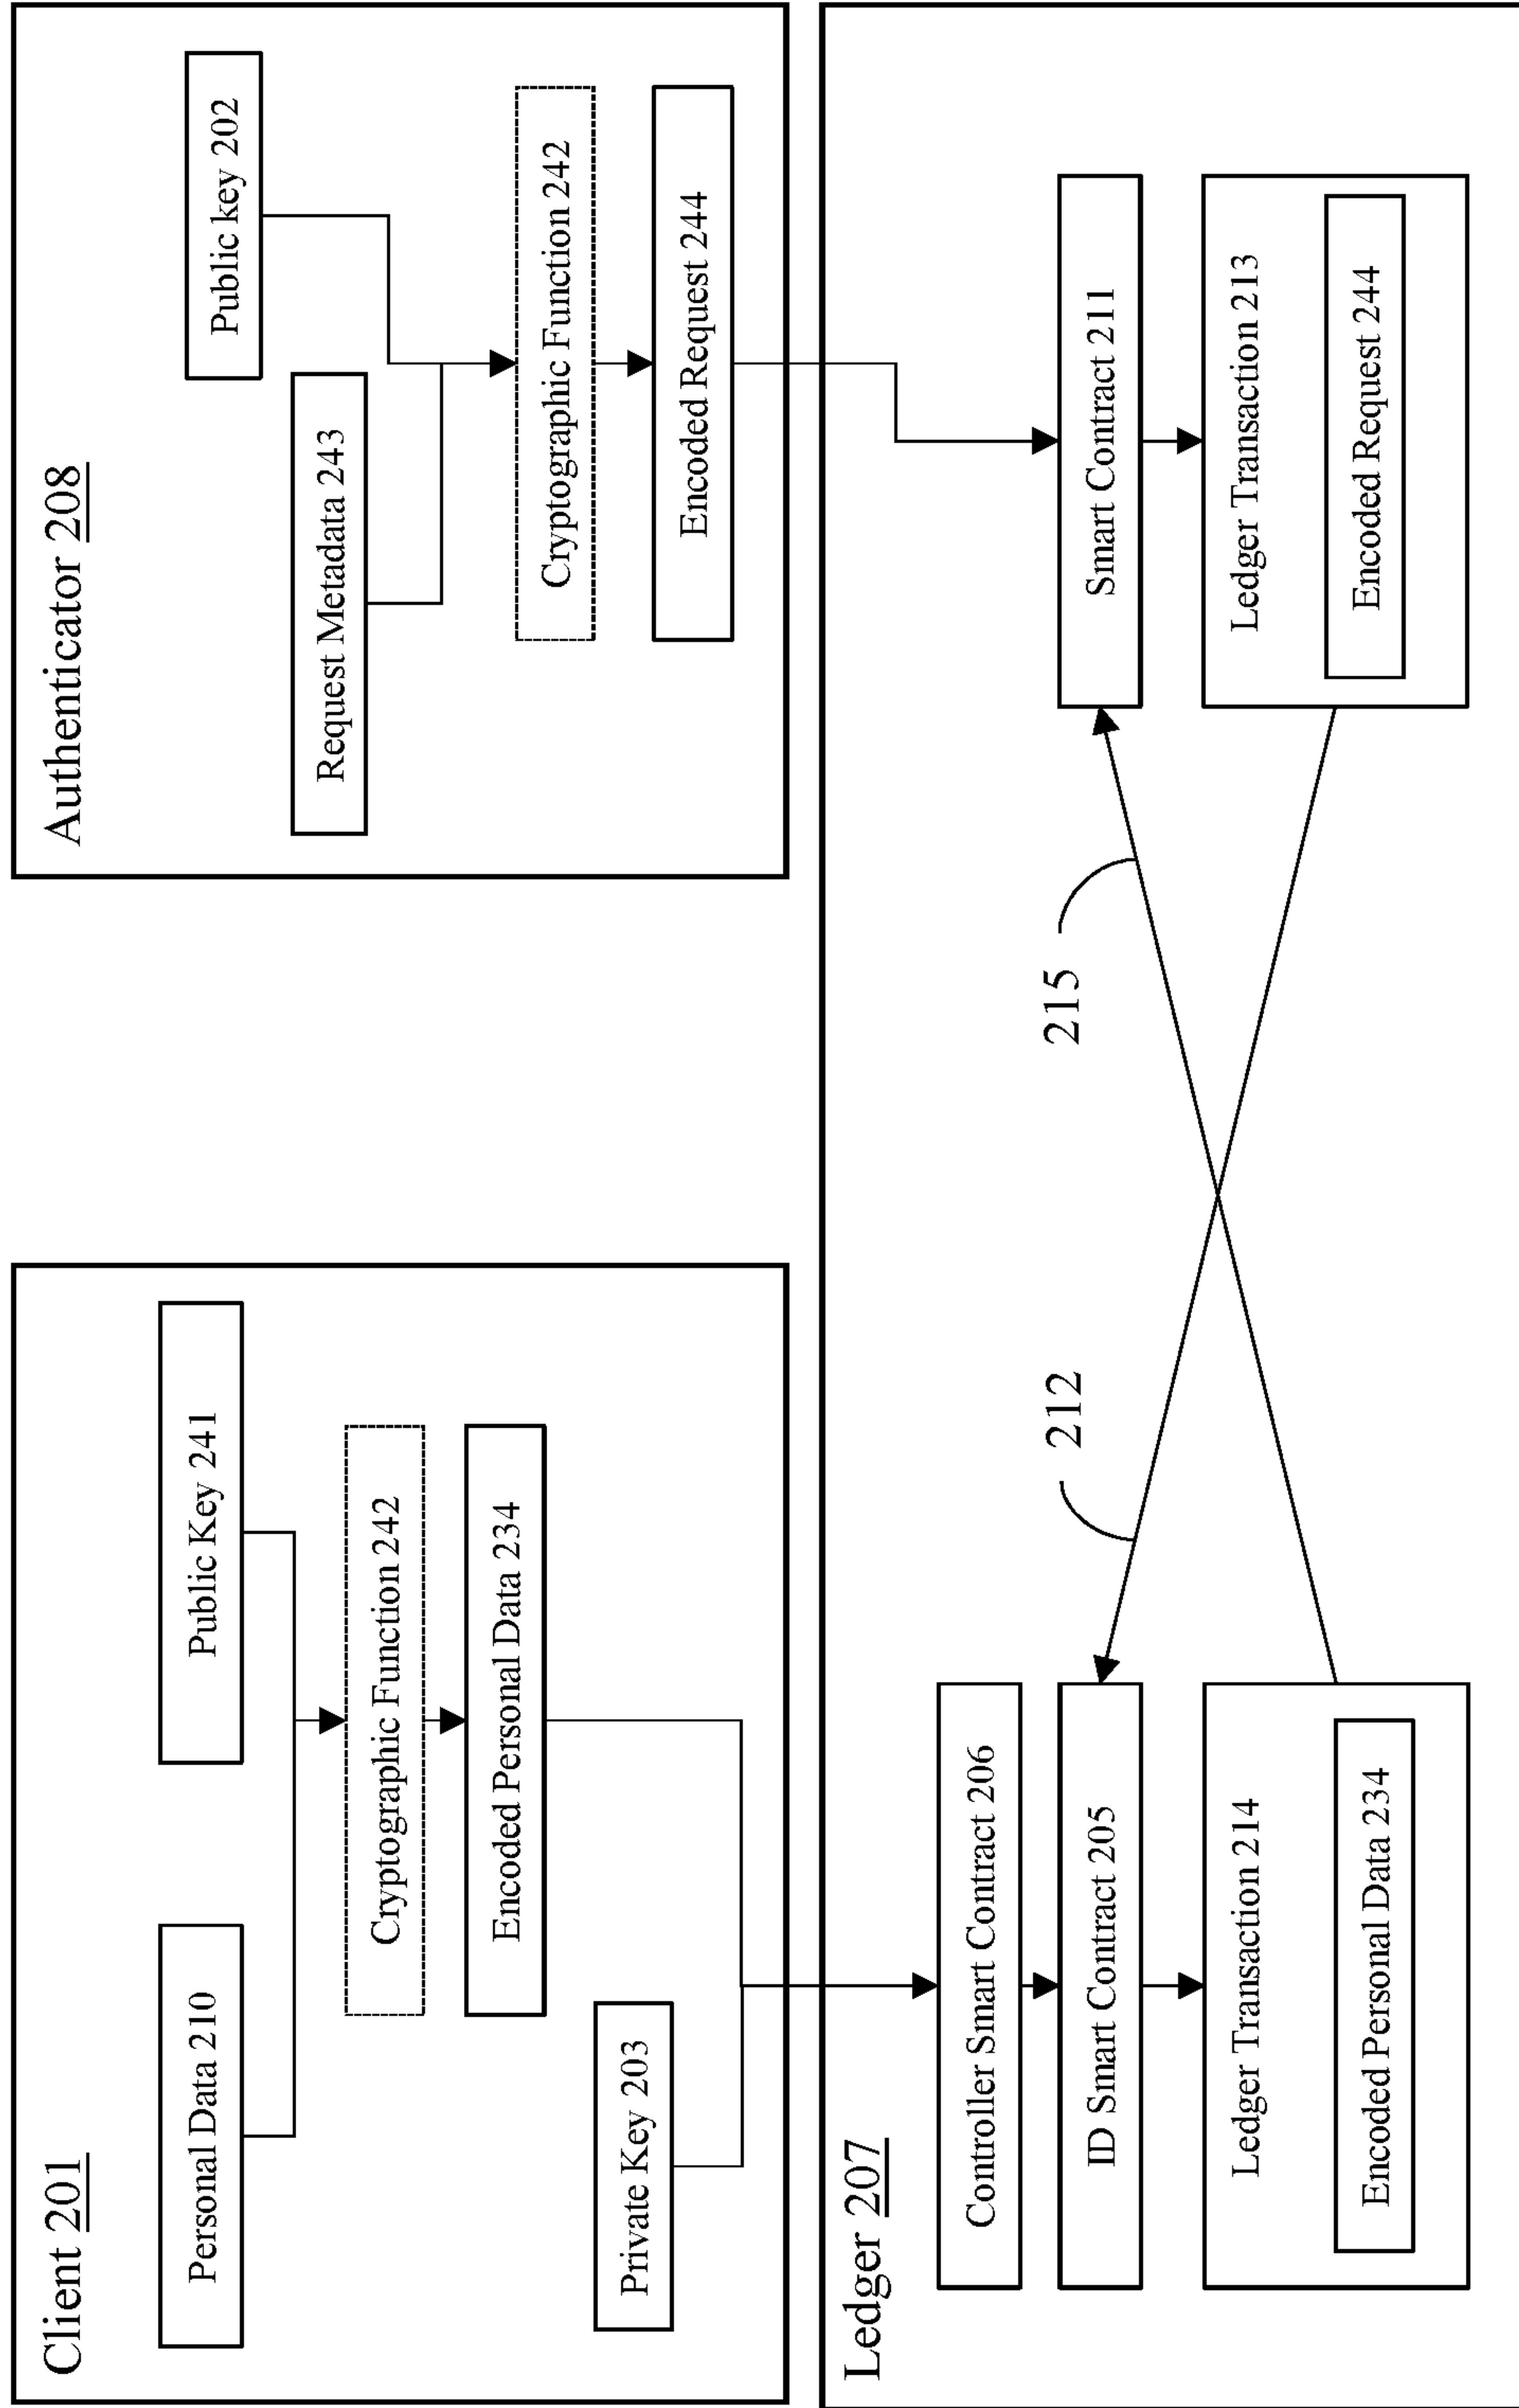 Client 201
Personal Data 210
Public Key 241
Cryptographic Function 242
Encoded Personal Data 234
Private Key 203
Authenticator 208
Public key 202
Request Metadata 243
Cryptographic Function 242
Encoded Request 244
Ledger 207
Controller Smart Contract 206
ID Smart Contract 205
Ledger Transaction 214
Encoded Personal Data 234
212
215
Smart Contract 211
Ledger Transaction 213
Encoded Request 244